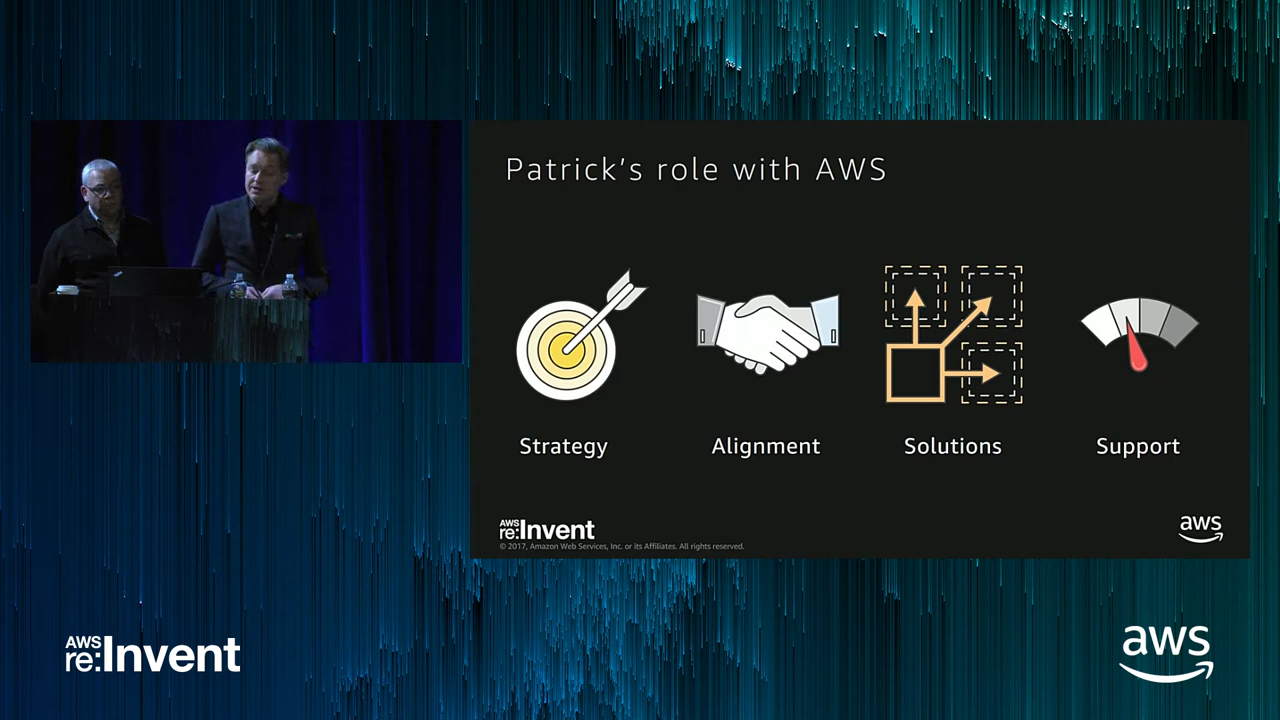 Patrick's role with AWS
Strategy
Alignment
Solutions
Support
AWS
re:Invent
© 2017, Amazon Web Services, Inc. or its Affiliates. All rights reserved.
aws
AWS
re:Invent
aws